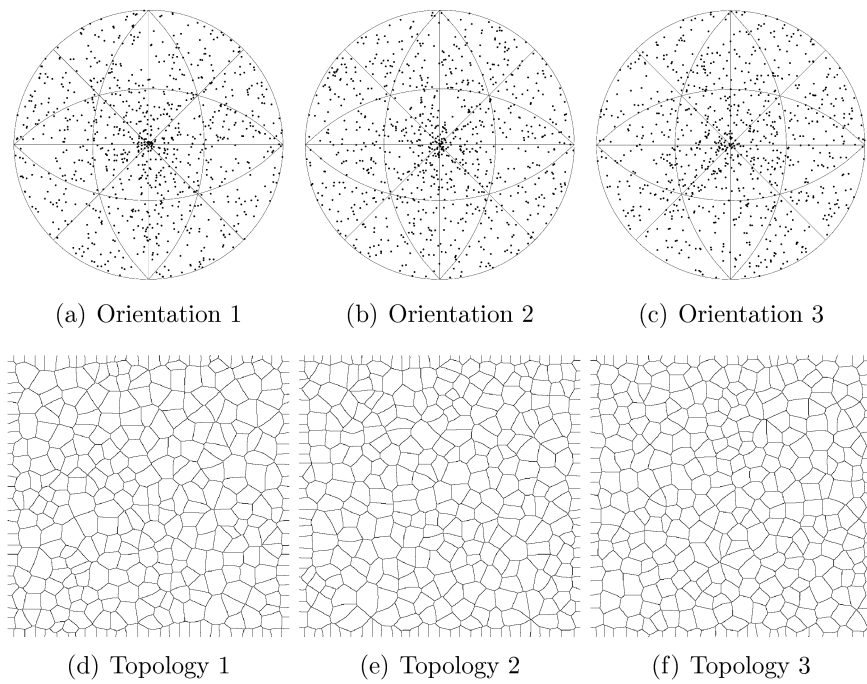 (a) Orientation 1
(b) Orientation 2
(c) Orientation 3
(d) Topology 1
(e) Topology 2
(f) Topology 3